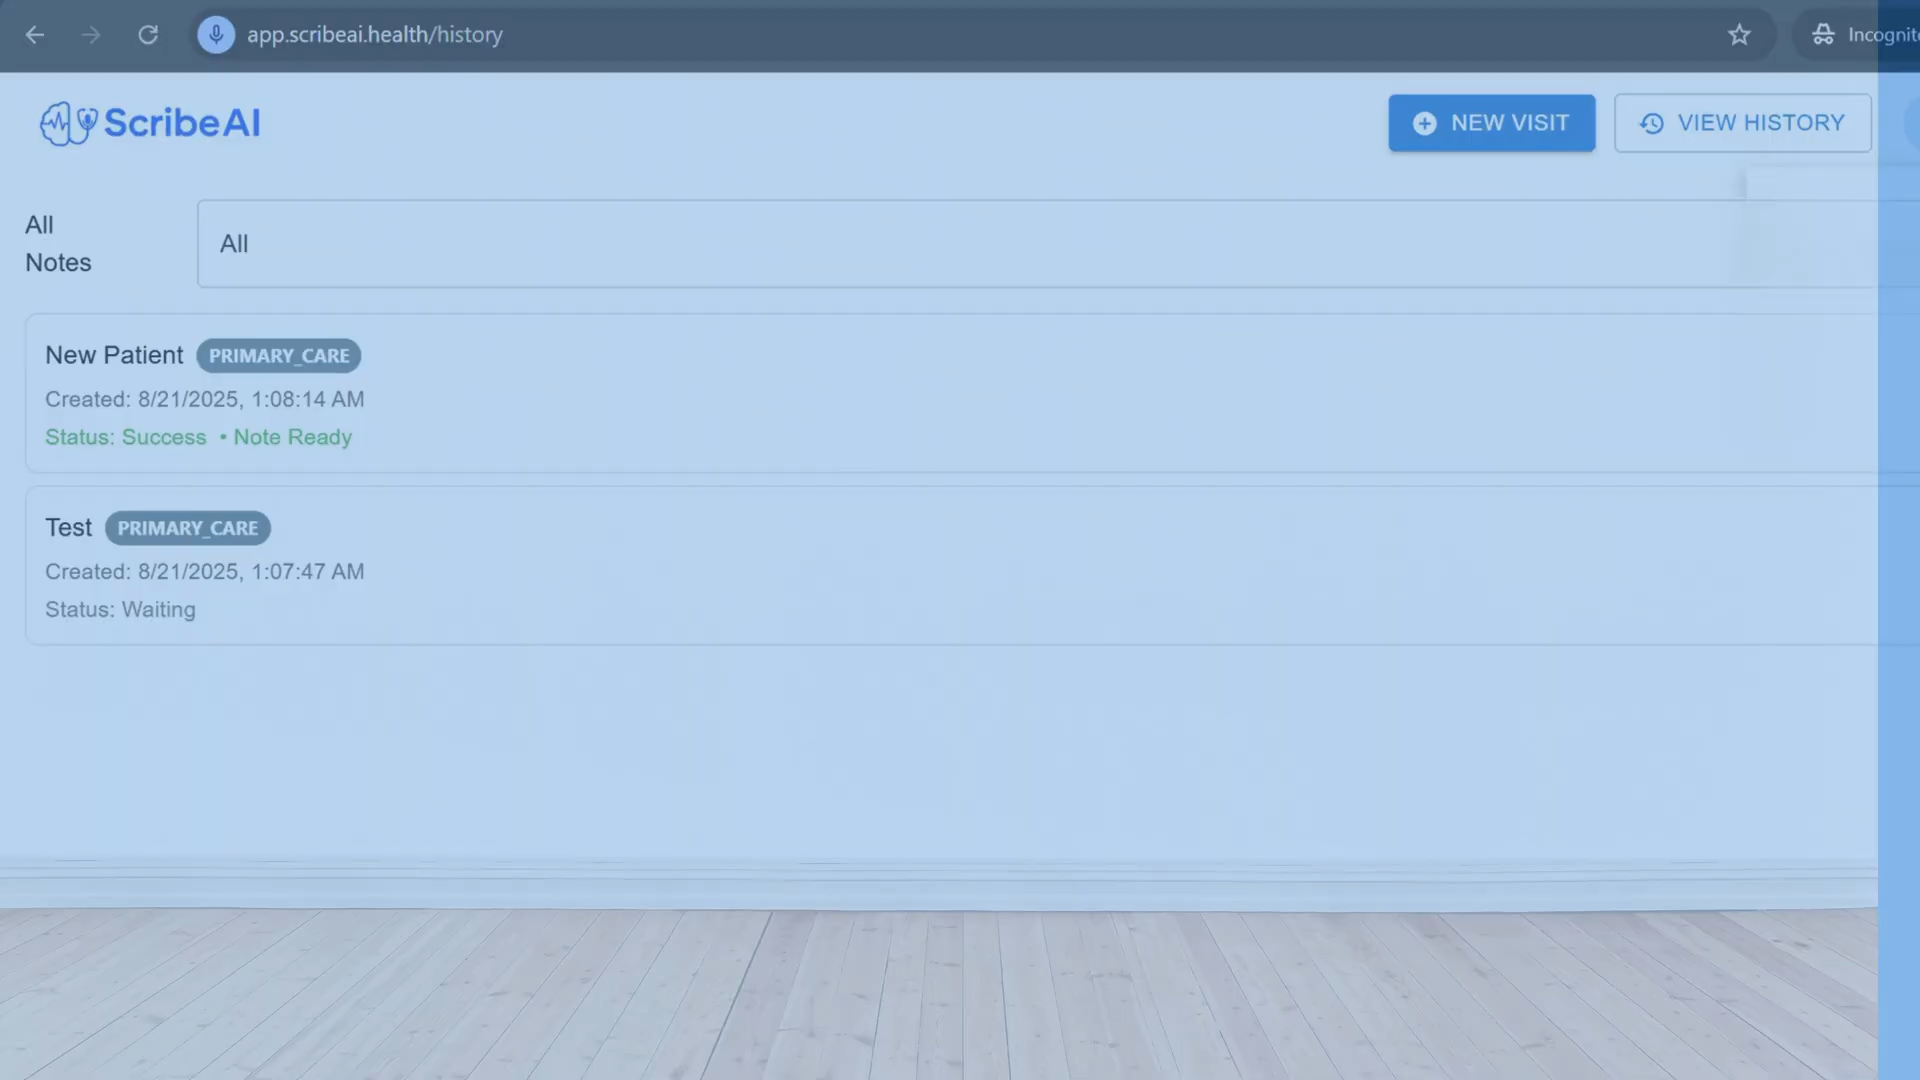 app.scribeai.health/history
Incognito
ScribeAI
NEW VISIT
VIEW HISTORY
All
Notes
All
New Patient PRIMARY_CARE
Created: 8/21/2025, 1:08:14 AM
Status: Success • Note Ready
Test PRIMARY_CARE
Created: 8/21/2025, 1:07:47 AM
Status: Waiting